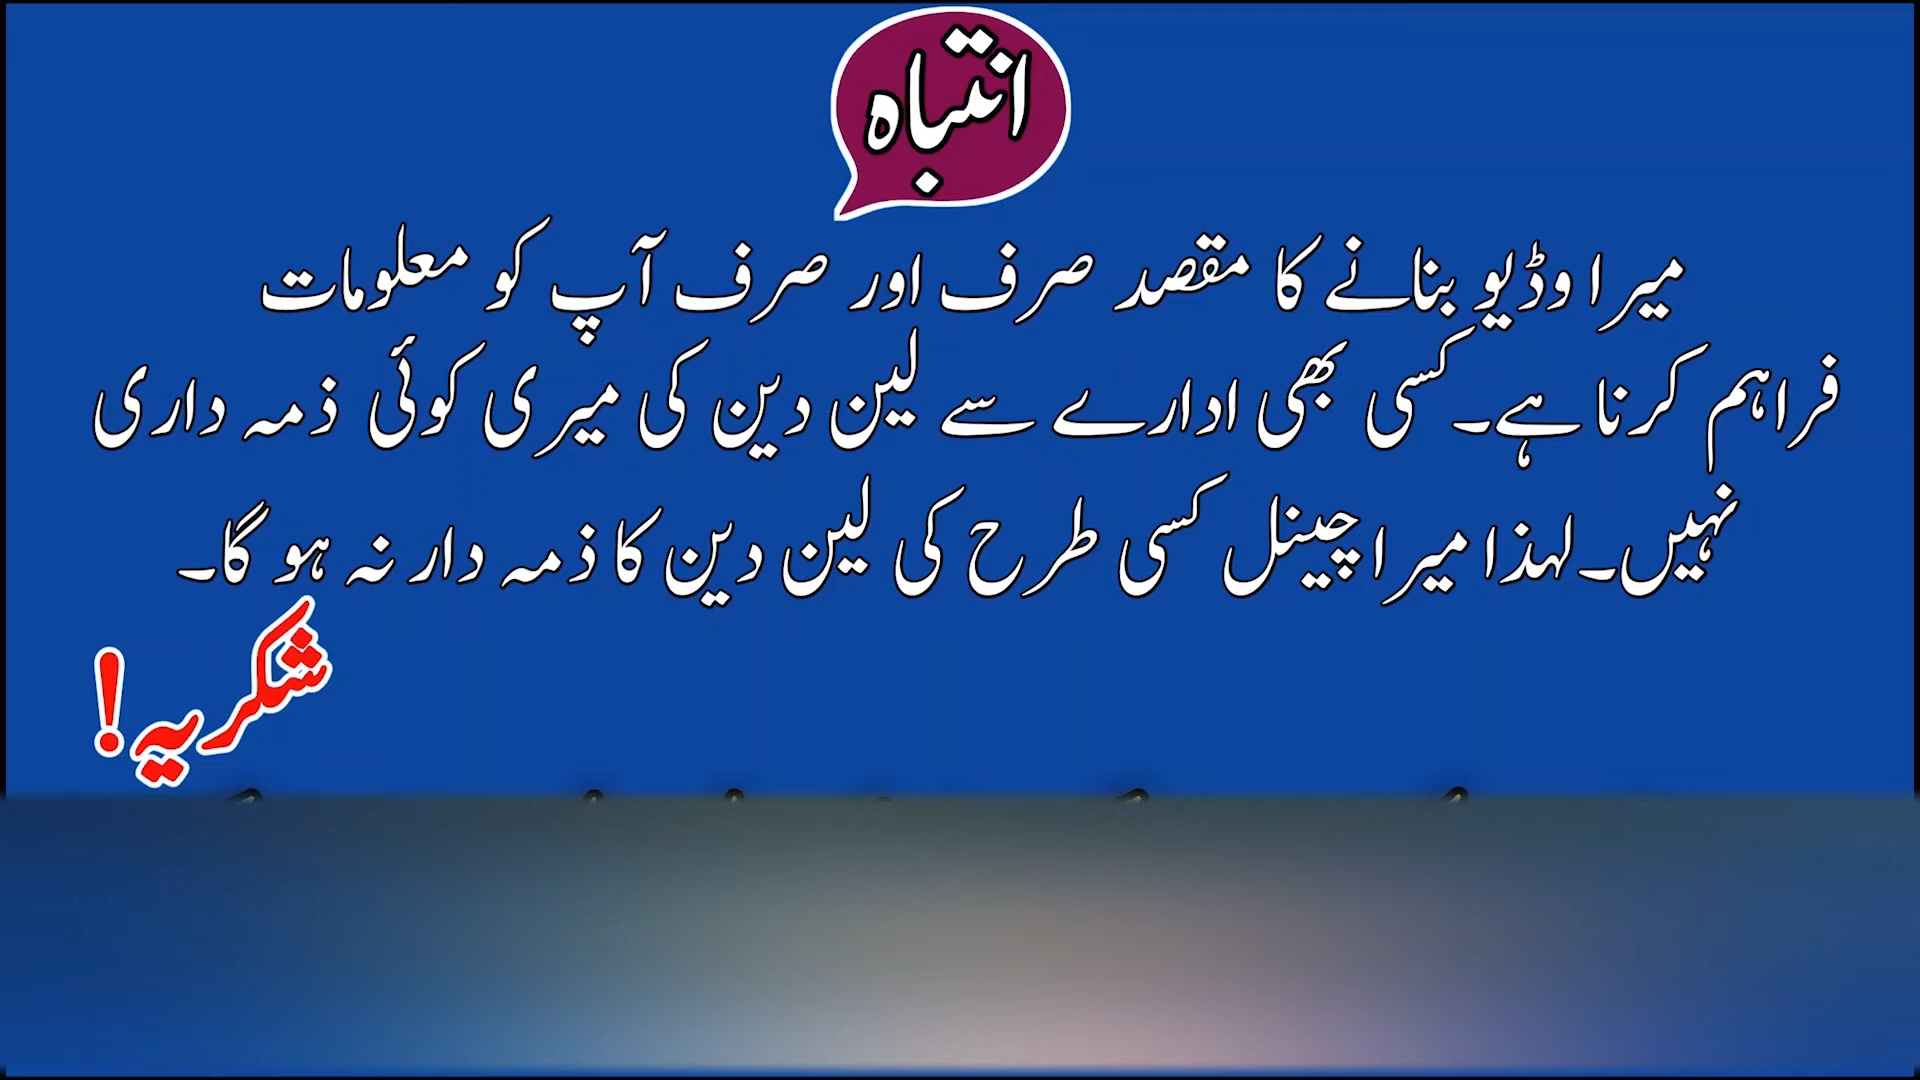 انتباہ
میرا وڈیو بنانے کا مقصد صرف اور صرف آپ کو معلومات
فراہم کرنا ہے۔ کسی بھی ادارے سے لین دین کی میری کوئی ذمہ داری
نہیں۔ لہذا میرا چینل کسی طرح کی لین دین کا ذمہ دار نہ ہو گا۔
شکریہ!